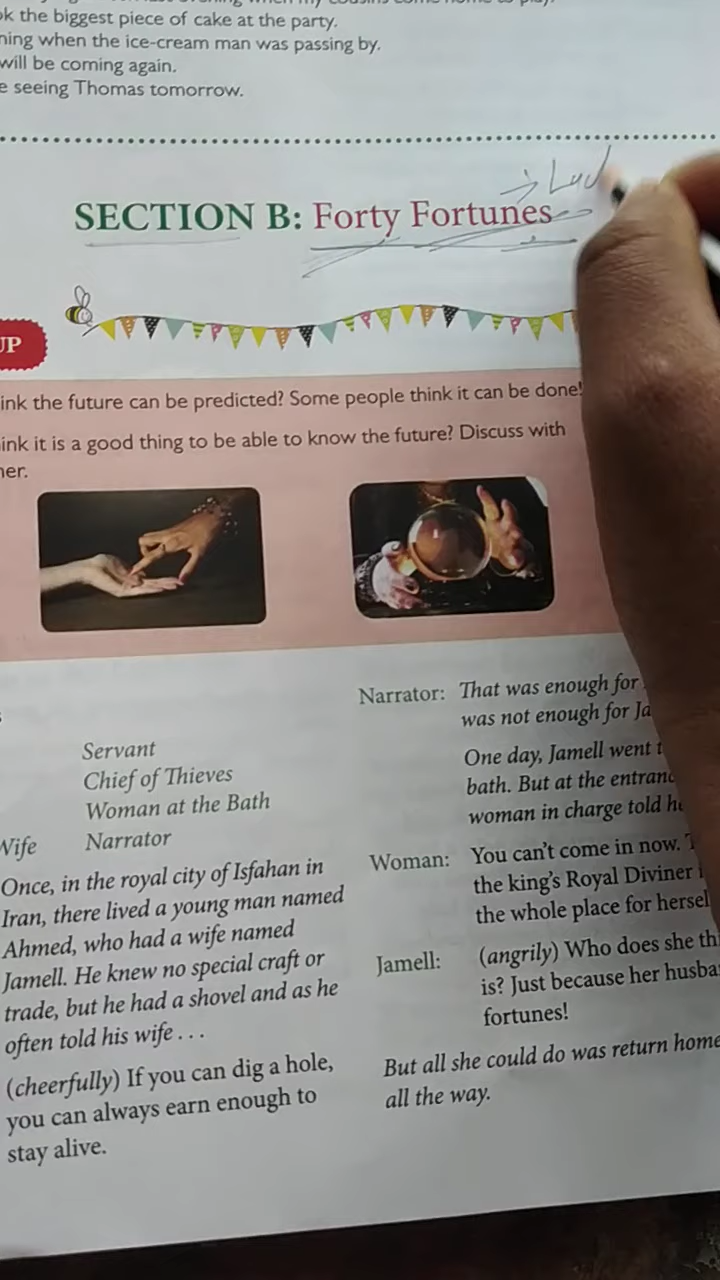 ok the biggest piece of cake at the party.
ning when the ice-cream man was passing by.
will be coming again.
e seeing Thomas tomorrow.
SECTION B: Forty Fortunes
UP
ink the future can be predicted? Some people think it can be done!
ink it is a good thing to be able to know the future? Discuss with
ner.
Servant
Chief of Thieves
Woman at the Bath
Wife Narrator
Once, in the royal city of Isfahan in
Iran, there lived a young man named
Ahmed, who had a wife named
Jamell. He knew no special craft or
trade, but he had a shovel and as he
often told his wife . . .
(cheerfully) If you can dig a hole,
you can always earn enough to
stay alive.
Narrator: That was enough for
was not enough for Ja
One day, Jamell went t
bath. But at the entranc
woman in charge told he
Woman: You can't come in now. T
the king's Royal Diviner
the whole place for hersel
Jamell: (angrily) Who does she th
is? Just because her husba
fortunes!
But all she could do was return home
all the way.